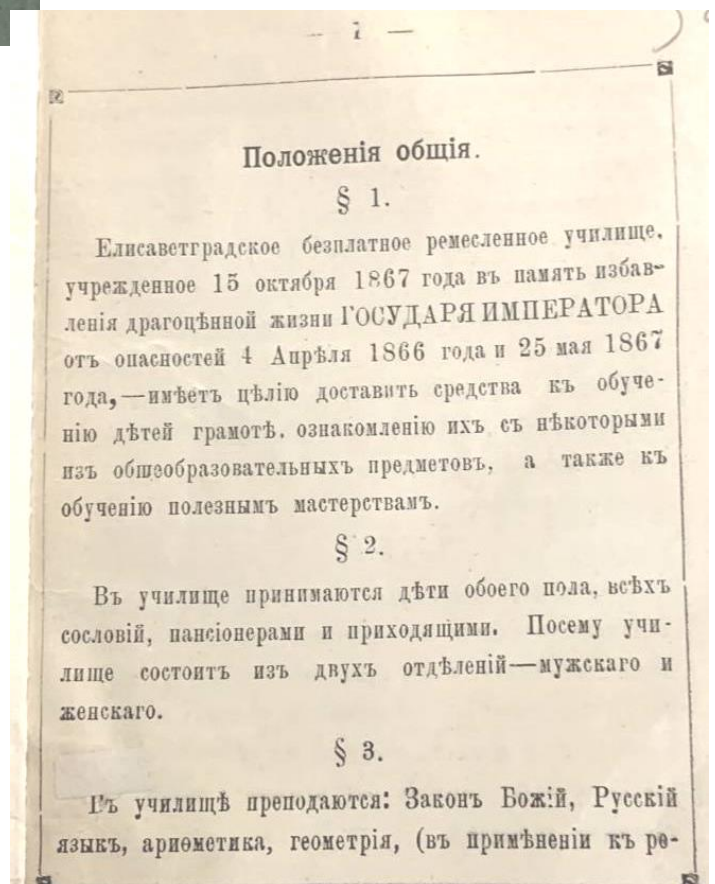 — 1 —
Положенія общія.
§ 1.
Елисаветградское безплатное ремесленное училище,
учрежденное 15 октября 1867 года въ память избав-
ленія драгоцѣнной жизни ГОСУДАРЯ ИМПЕРАТОРА
отъ опасностей 4 Апрѣля 1866 года и 25 мая 1867
года,—имѣетъ цѣлію доставить средства къ обуче-
нію дѣтей грамотѣ, ознакомленію ихъ съ нѣкоторыми
изъ общеобразовательныхъ предметовъ, а также къ
обученію полезнымъ мастерствамъ.
§ 2.
Въ училище принимаются дѣти обоего пола, всѣхъ
сословій, пансіонерами и приходящими. Посему учи-
лище состоитъ изъ двухъ отдѣленій—мужскаго и
женскаго.
§ 3.
Въ училищѣ преподаются: Законъ Божій, Русскій
языкъ, ариѳметика, геометрія, (въ примѣненіи къ ре-